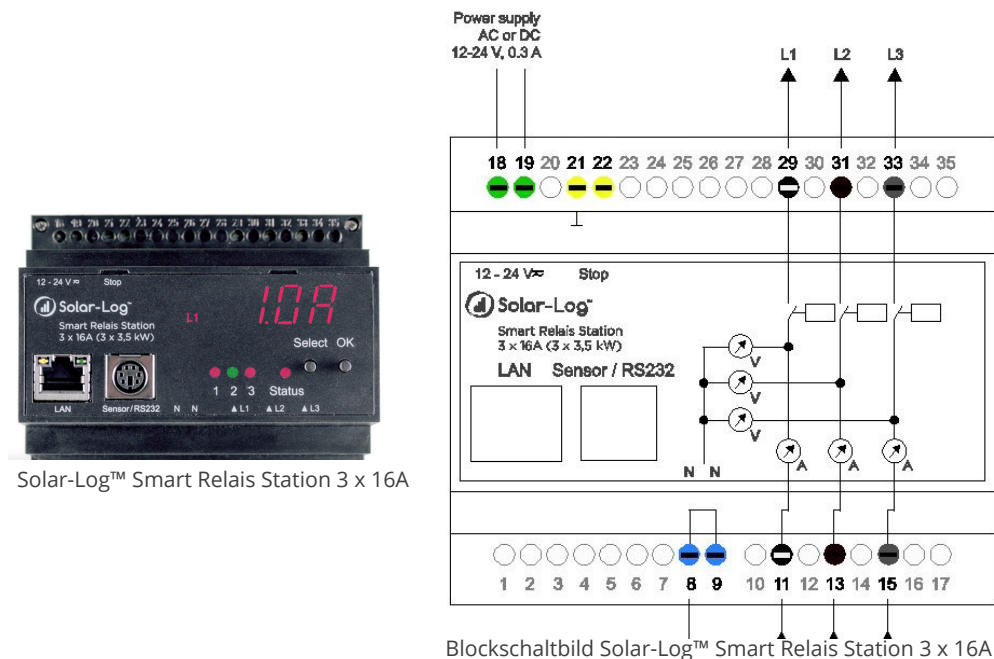 Power supply
AC or DC
12-24 V, 0.3 A
L1 L2 L3
18 19 20 21 22 23 24 25 26 27 28 29 30 31 32 33 34 35
12 - 24 V Stop
Solar-Log™
Smart Relais Station
3 x 16A (3 x 3,5 kW)
LAN Sensor / RS232
V
V
V
A A A
N N
1 2 3 4 5 6 7 8 9 10 11 12 13 14 15 16 17
Blockschaltbild Solar-Log™ Smart Relais Station 3 x 16A
12 - 24 V Stop
Solar-Log™
Smart Relais Station
3 x 16A (3 x 3,5 kW)
L1
1.0A
Select OK
1 2 3 Status
LAN Sensor/RS232 N N ▲L1 ▲L2 ▲L3
Solar-Log™ Smart Relais Station 3 x 16A